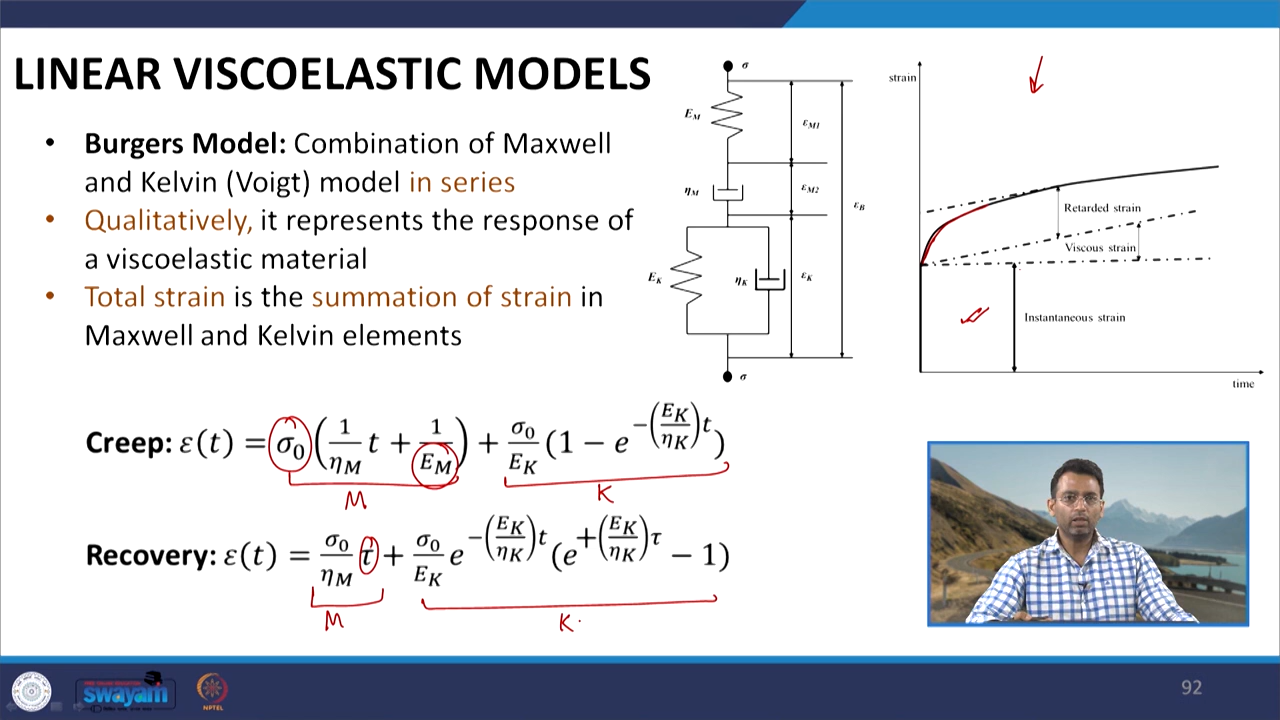 LINEAR VISCOELASTIC MODELS
• Burgers Model: Combination of Maxwell
and Kelvin (Voigt) model in series
• Qualitatively, it represents the response of
a viscoelastic material
• Total strain is the summation of strain in
Maxwell and Kelvin elements
σ
E_M
ε_M1
η_M
ε_M2
ε_B
E_K
η_K
ε_K
σ
strain
Retarded strain
Viscous strain
Instantaneous strain
time
Creep: ε(t) = σ₀(1/η_M t + 1/E_M) + σ₀/E_K (1 − e^−(E_K/η_K)t)
M
K
Recovery: ε(t) = σ₀/η_M τ + σ₀/E_K e^−(E_K/η_K)t (e^+(E_K/η_K)τ − 1)
M
K
swayam
NPTEL
92